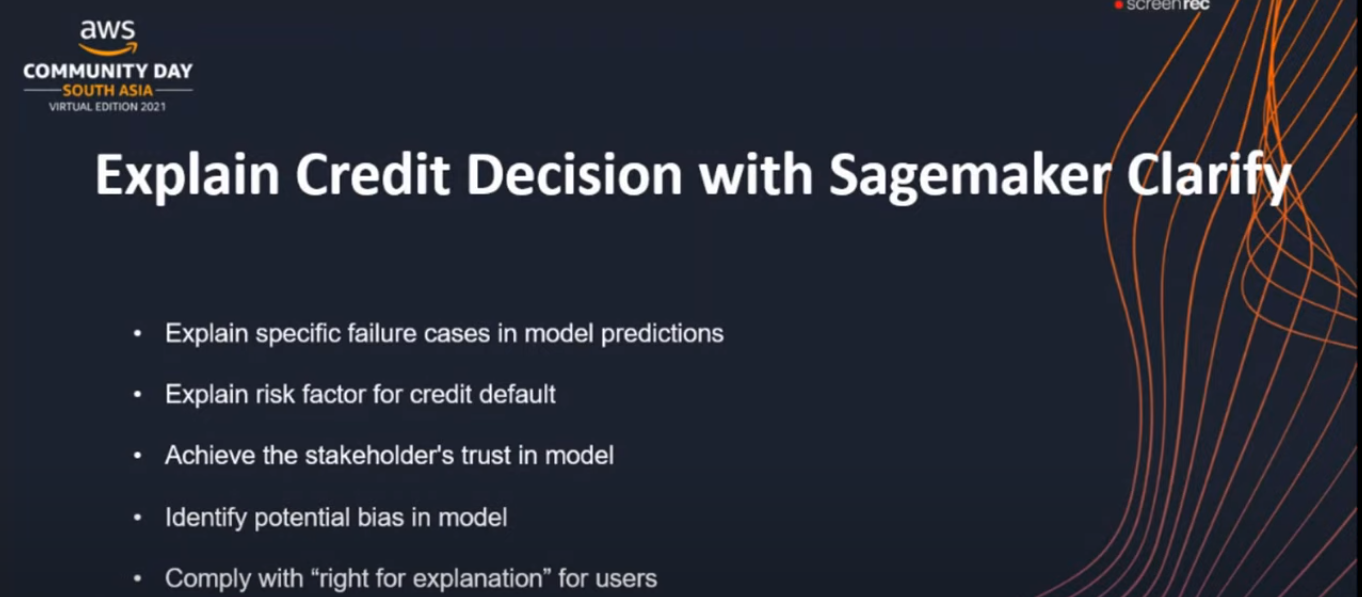 screenrec
aws
COMMUNITY DAY
SOUTH ASIA
VIRTUAL EDITION 2021
Explain Credit Decision with Sagemaker Clarify
• Explain specific failure cases in model predictions
• Explain risk factor for credit default
• Achieve the stakeholder's trust in model
• Identify potential bias in model
• Comply with “right for explanation” for users